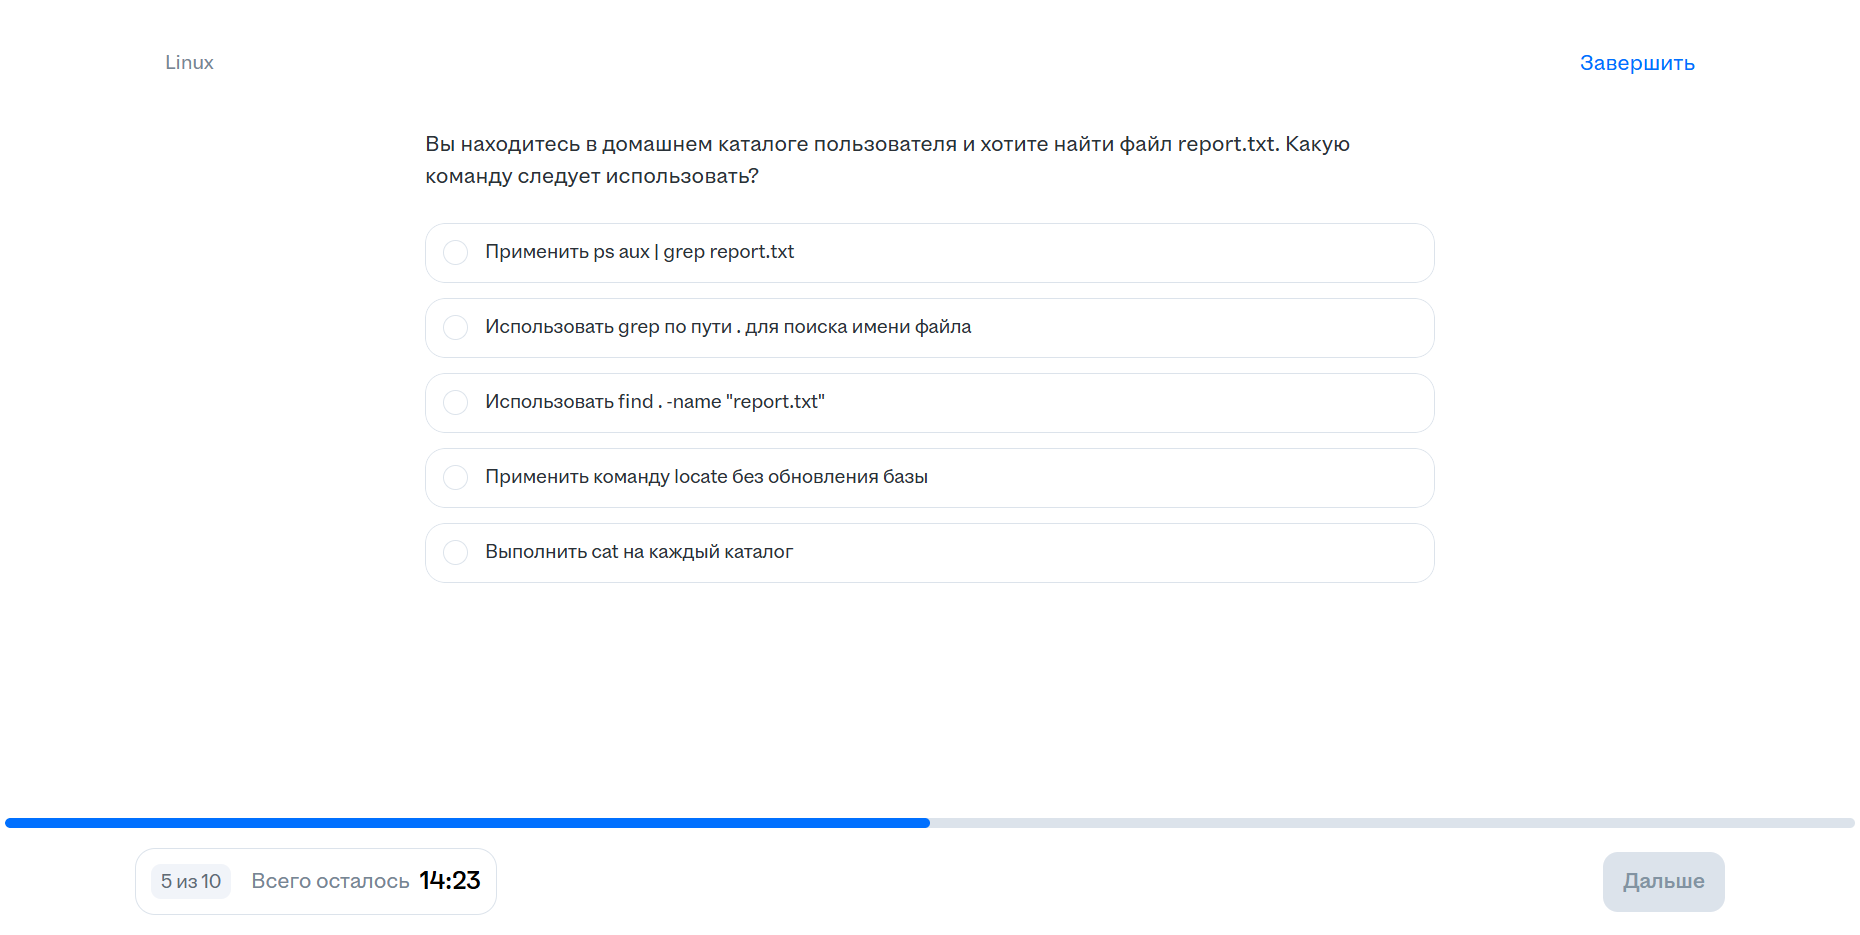 Linux
Завершить
Вы находитесь в домашнем каталоге пользователя и хотите найти файл report.txt. Какую
команду следует использовать?
Применить ps aux | grep report.txt
Использовать grep по пути . для поиска имени файла
Использовать find . -name "report.txt"
Применить команду locate без обновления базы
Выполнить cat на каждый каталог
5 из 10
Всего осталось 14:23
Дальше